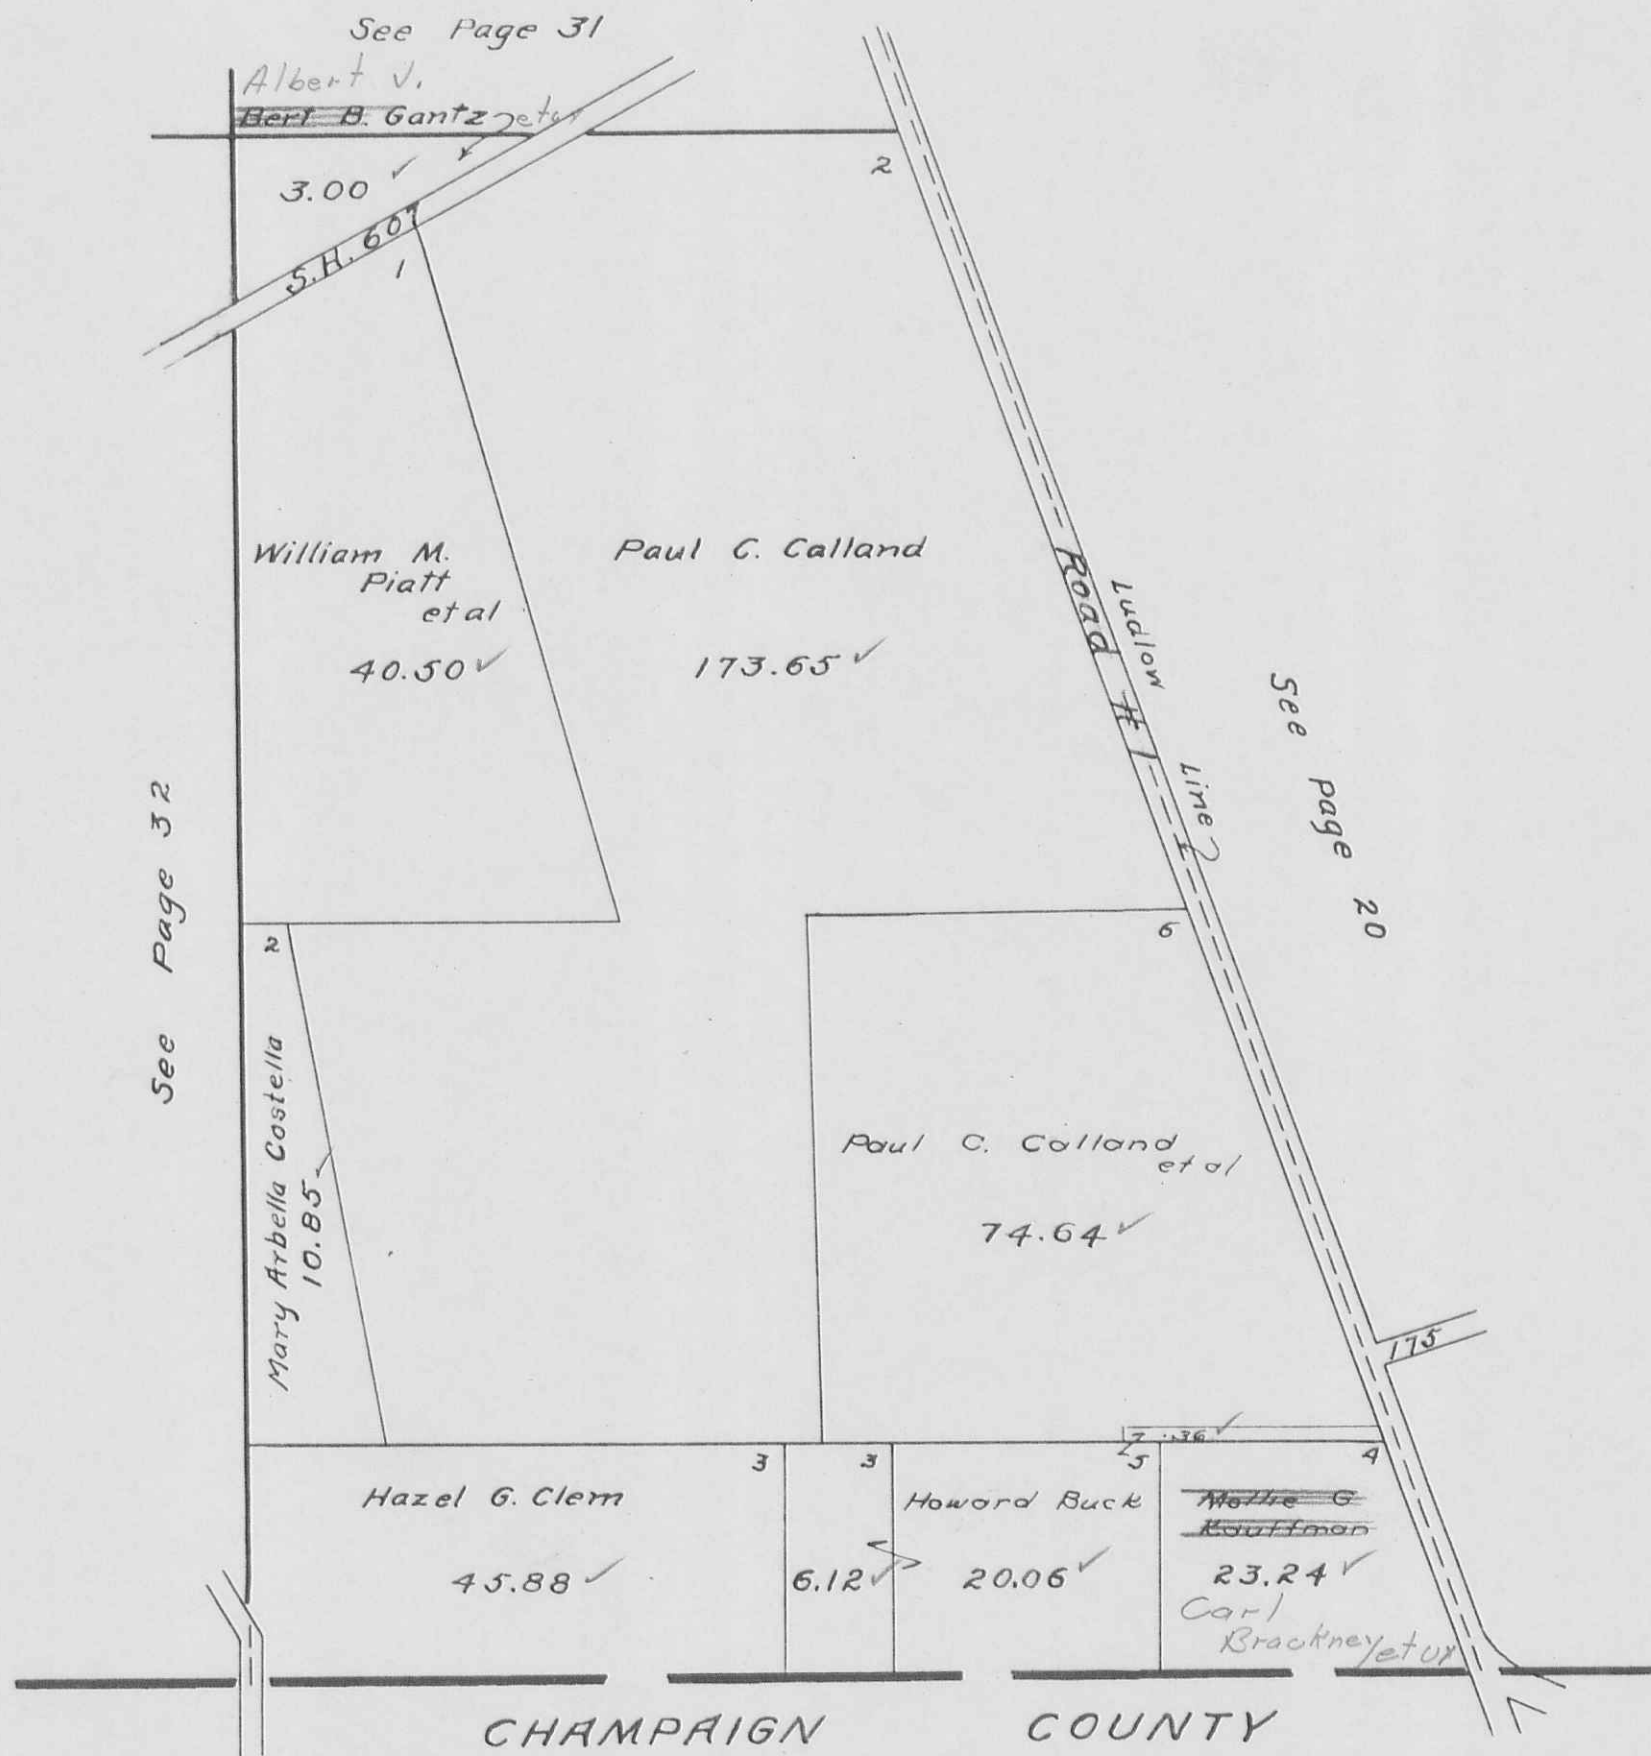 See Page 31
Albert J.
Bert B. Gantz et ux
3.00 ✓
2
S.H. 607
1
William M.
Piatt
et al
40.50 ✓
Paul C. Calland
173.65 ✓
Road # 1
Ludlow Line
See page 20
See Page 32
2
6
Mary Arbella Costella
10.85
Paul C. Calland
et al
74.64 ✓
175
7 .36 ✓
3
3
5
4
Hazel G. Clem
45.88 ✓
6.12 ✓
Howard Buck
20.06 ✓
Mollie G
Kauffman
23.24 ✓
Carl
Brackney et ux
CHAMPAIGN COUNTY